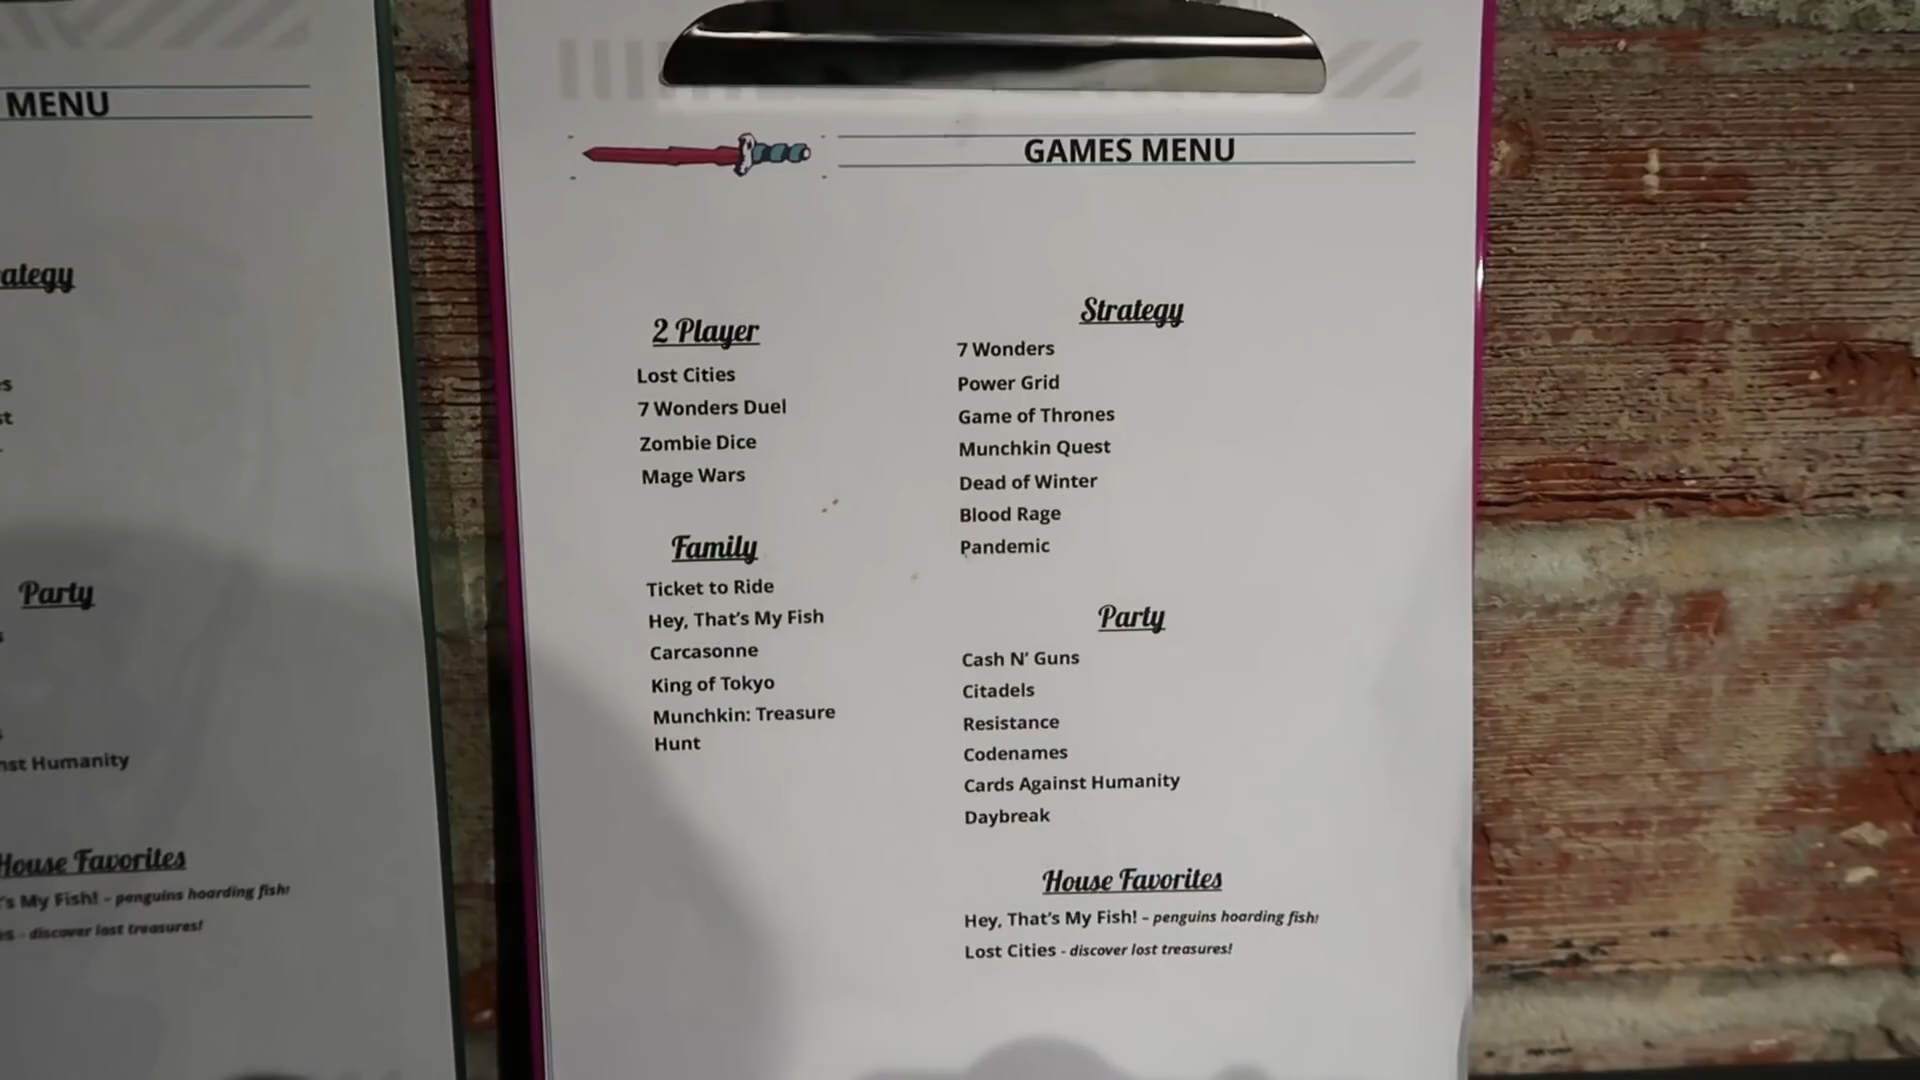 MENU
ategy
Party
nst Humanity
House Favorites
's My Fish! – penguins hoarding fish!
es - discover lost treasures!
GAMES MENU
2 Player
Lost Cities
7 Wonders Duel
Zombie Dice
Mage Wars
Family
Ticket to Ride
Hey, That's My Fish
Carcasonne
King of Tokyo
Munchkin: Treasure
Hunt
Strategy
7 Wonders
Power Grid
Game of Thrones
Munchkin Quest
Dead of Winter
Blood Rage
Pandemic
Party
Cash N' Guns
Citadels
Resistance
Codenames
Cards Against Humanity
Daybreak
House Favorites
Hey, That's My Fish! – penguins hoarding fish!
Lost Cities - discover lost treasures!